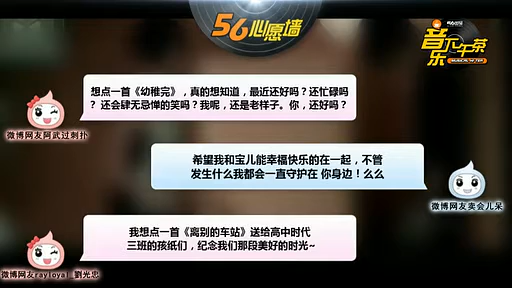 56心愿墙
音乐下午茶
MUSICAL HI TEA
想点一首《幼稚完》，真的想知道，最近还好吗？还忙碌吗
？还会肆无忌惮的笑吗？我呢，还是老样子。你，还好吗？
微博网友阿武过刺扑
希望我和宝儿能幸福快乐的在一起，不管
发生什么我都会一直守护在 你身边！么么
微博网友卖会儿呆
我想点一首《离别的车站》送给高中时代
三班的孩纸们，纪念我们那段美好的时光~
微博网友rayloyal_劉光忠